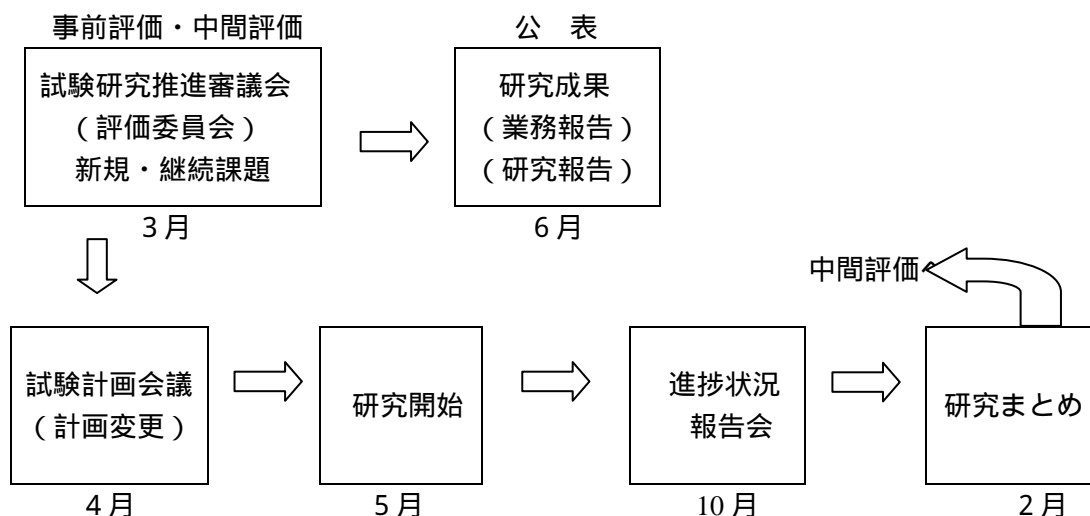 事前評価・中間評価
公　表
試験研究推進審議会
（評価委員会）
新規・継続課題
研究成果
（業務報告）
（研究報告）
3月
6月
中間評価へ
試験計画会議
（計画変更）
研究開始
進捗状況
報告会
研究まとめ
4月
5月
10月
2月